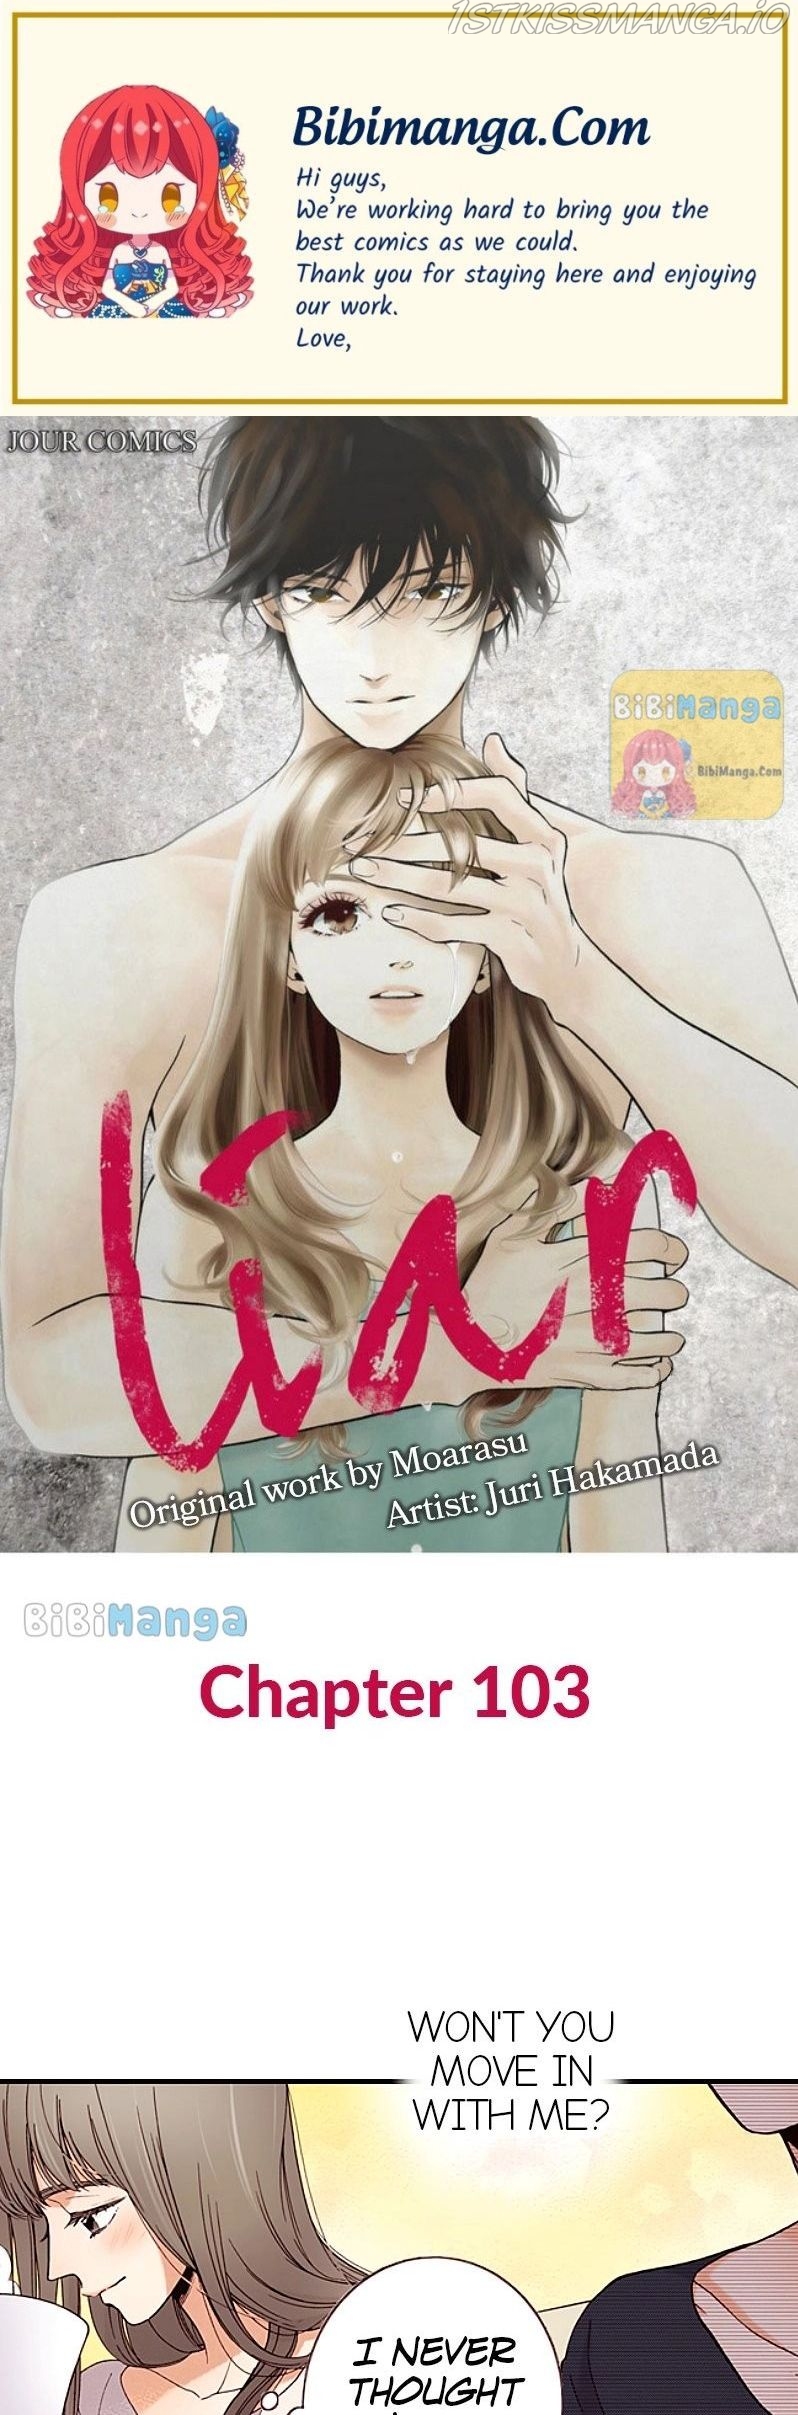 1STKISSMANGA.IO
Bibimanga.Com
Hi guys,
We're working hard to bring you the
best comics as we could.
Thank you for staying here and enjoying
our work.
Love,
JOUR COMICS
BiBiManga
BibiManga.Com
Liar
Original work by Moarasu
Artist: Juri Hakamada
BiBiManga
Chapter 103
WON'T YOU
MOVE IN
WITH ME?
I NEVER
THOUGHT